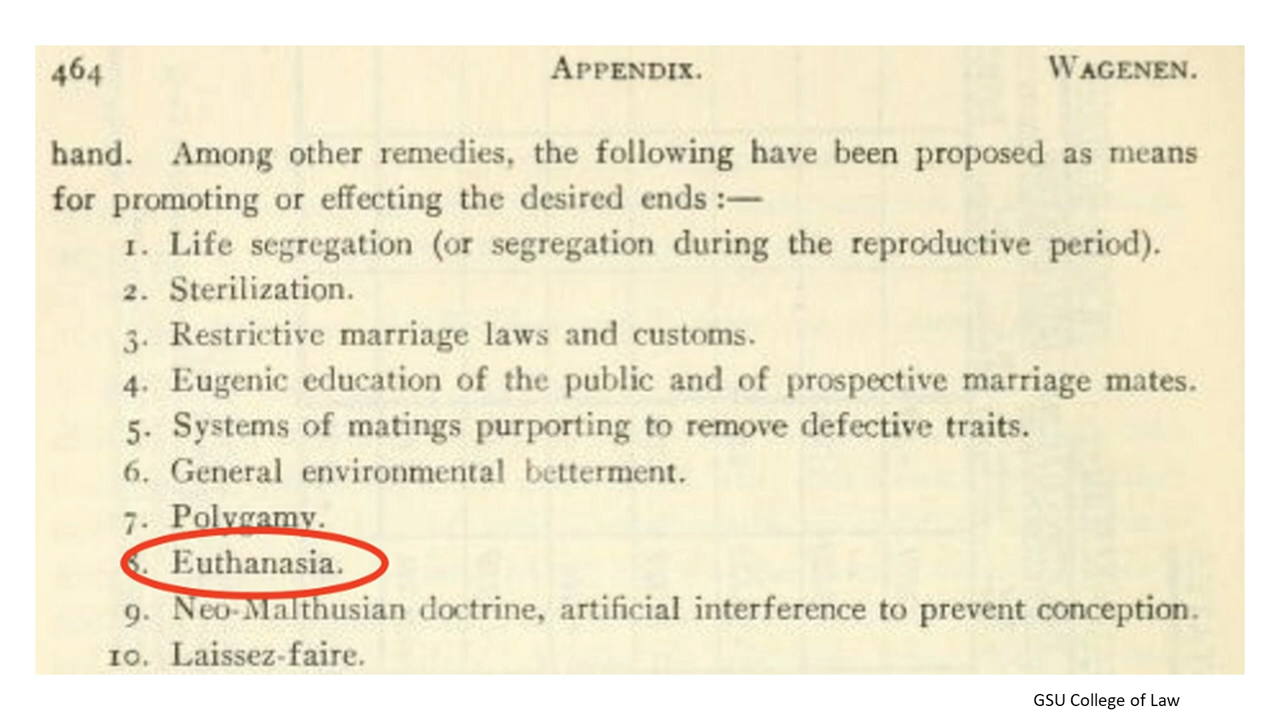 464 APPENDIX. WAGENEN.
hand. Among other remedies, the following have been proposed as means
for promoting or effecting the desired ends :—
1. Life segregation (or segregation during the reproductive period).
2. Sterilization.
3. Restrictive marriage laws and customs.
4. Eugenic education of the public and of prospective marriage mates.
5. Systems of matings purporting to remove defective traits.
6. General environmental betterment.
7. Polygamy.
8. Euthanasia.
9. Neo-Malthusian doctrine, artificial interference to prevent conception.
10. Laissez-faire.
GSU College of Law